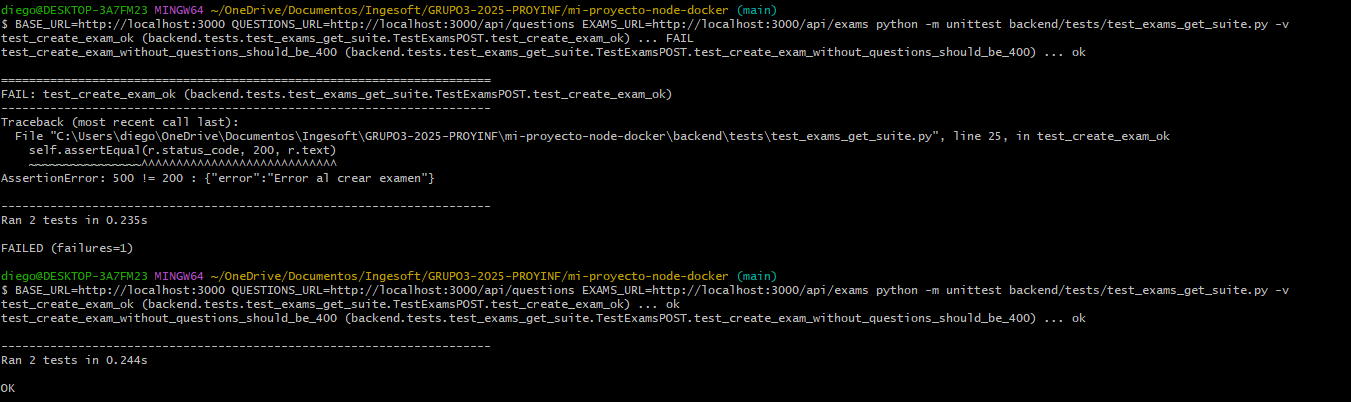 diego@DESKTOP-3A7FM23 MINGW64 ~/OneDrive/Documentos/Ingesoft/GRUPO3-2025-PROYINF/mi-proyecto-node-docker (main)
$ BASE_URL=http://localhost:3000 QUESTIONS_URL=http://localhost:3000/api/questions EXAMS_URL=http://localhost:3000/api/exams python -m unittest backend/tests/test_exams_get_suite.py -v
test_create_exam_ok (backend.tests.test_exams_get_suite.TestExamsPOST.test_create_exam_ok) ... FAIL
test_create_exam_without_questions_should_be_400 (backend.tests.test_exams_get_suite.TestExamsPOST.test_create_exam_without_questions_should_be_400) ... ok
======================================================================
FAIL: test_create_exam_ok (backend.tests.test_exams_get_suite.TestExamsPOST.test_create_exam_ok)
----------------------------------------------------------------------
Traceback (most recent call last):
  File "C:\Users\diego\OneDrive\Documentos\Ingesoft\GRUPO3-2025-PROYINF\mi-proyecto-node-docker\backend\tests\test_exams_get_suite.py", line 25, in test_create_exam_ok
    self.assertEqual(r.status_code, 200, r.text)
    ~~~~~~~~~~~~~~~~^^^^^^^^^^^^^^^^^^^^^^^^^^^^
AssertionError: 500 != 200 : {"error":"Error al crear examen"}
----------------------------------------------------------------------
Ran 2 tests in 0.235s
FAILED (failures=1)
diego@DESKTOP-3A7FM23 MINGW64 ~/OneDrive/Documentos/Ingesoft/GRUPO3-2025-PROYINF/mi-proyecto-node-docker (main)
$ BASE_URL=http://localhost:3000 QUESTIONS_URL=http://localhost:3000/api/questions EXAMS_URL=http://localhost:3000/api/exams python -m unittest backend/tests/test_exams_get_suite.py -v
test_create_exam_ok (backend.tests.test_exams_get_suite.TestExamsPOST.test_create_exam_ok) ... ok
test_create_exam_without_questions_should_be_400 (backend.tests.test_exams_get_suite.TestExamsPOST.test_create_exam_without_questions_should_be_400) ... ok
----------------------------------------------------------------------
Ran 2 tests in 0.244s
OK